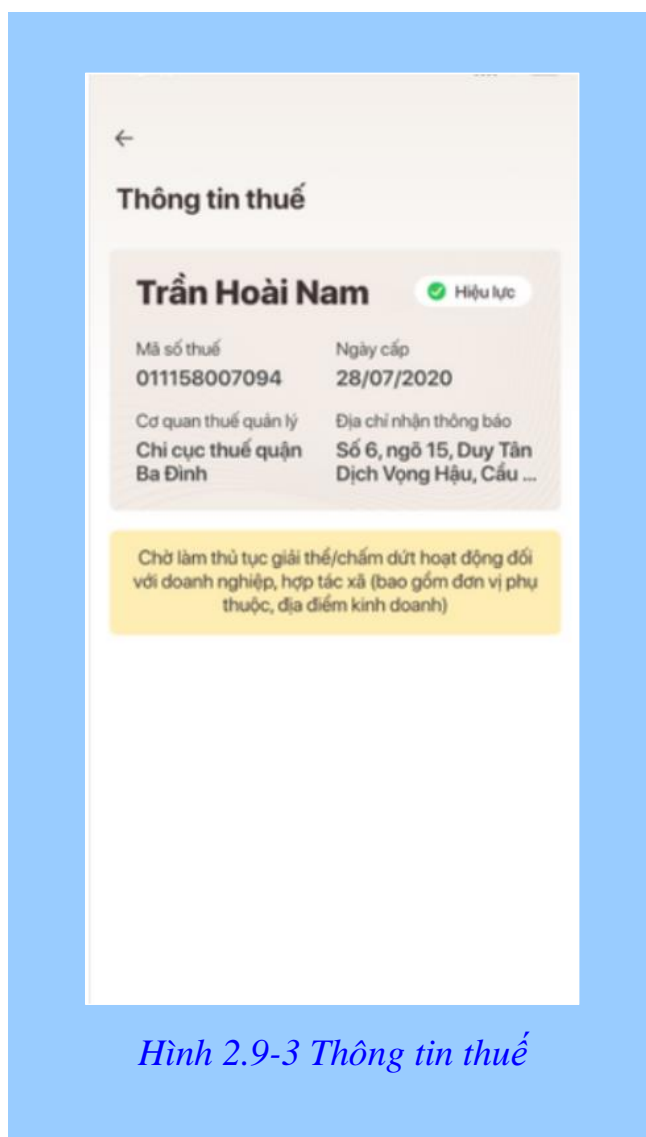 ←
Thông tin thuế
Trần Hoài Nam
Hiệu lực
Mã số thuế
011158007094
Ngày cấp
28/07/2020
Cơ quan thuế quản lý
Chi cục thuế quận
Ba Đình
Địa chỉ nhận thông báo
Số 6, ngõ 15, Duy Tân
Dịch Vọng Hậu, Cầu ...
Chờ làm thủ tục giải thể/chấm dứt hoạt động đối
với doanh nghiệp, hợp tác xã (bao gồm đơn vị phụ
thuộc, địa điểm kinh doanh)
Hình 2.9-3 Thông tin thuế